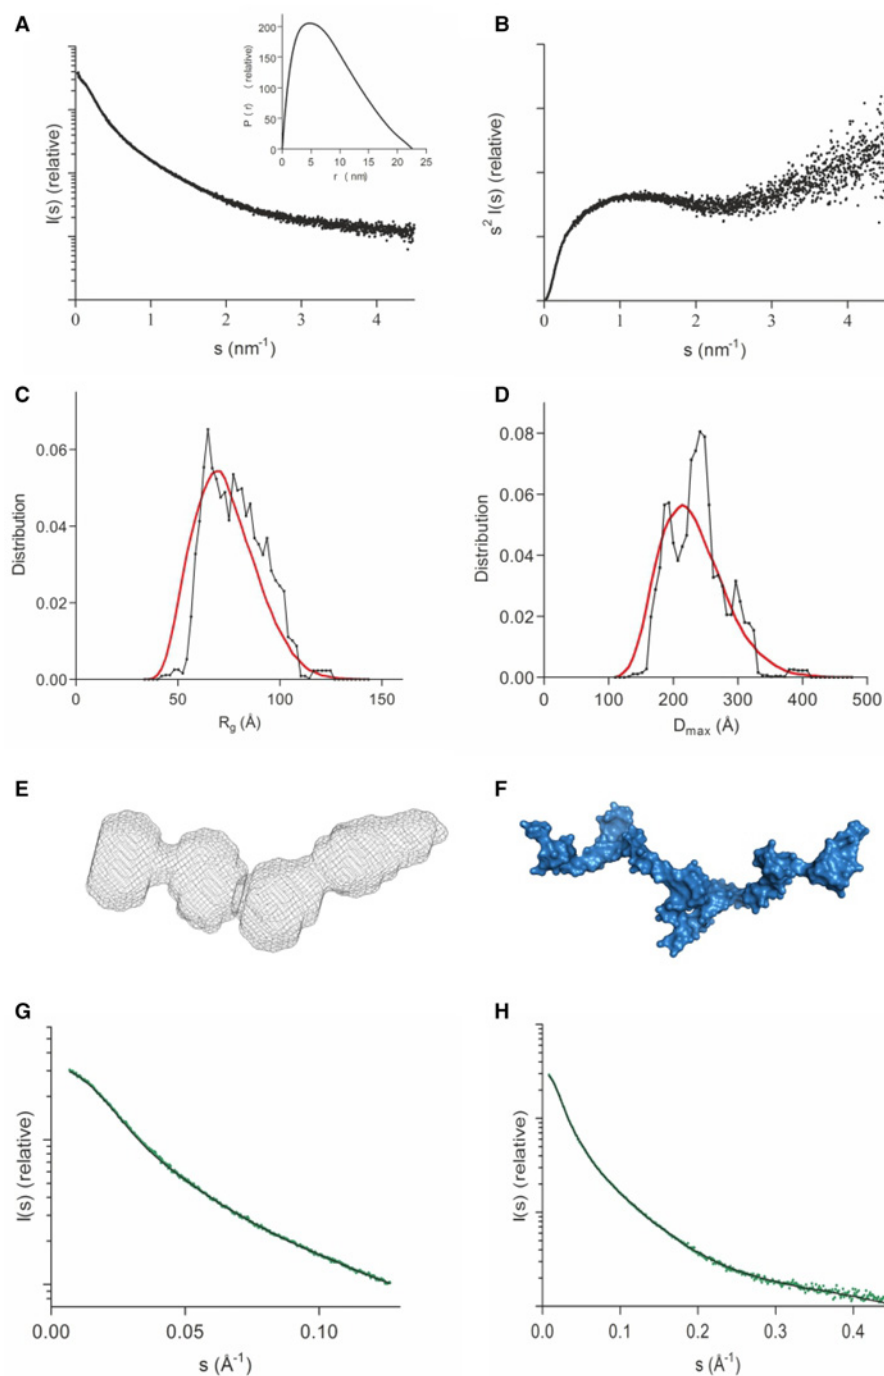 A
I(s) (relative)
s (nm-1)
0
1
2
3
4
P (r) (relative)
200
150
100
50
0
0
5
10
15
20
25
r (nm)
B
s2 I(s) (relative)
0
1
2
3
4
s (nm-1)
C
Distribution
0.06
0.04
0.02
0.00
0
50
100
150
Rg (Å)
D
Distribution
0.08
0.06
0.04
0.02
0.00
0
100
200
300
400
500
Dmax (Å)
E
F
G
I(s) (relative)
0.00
0.05
0.10
s (Å-1)
H
I(s) (relative)
0.0
0.1
0.2
0.3
0.4
s (Å-1)